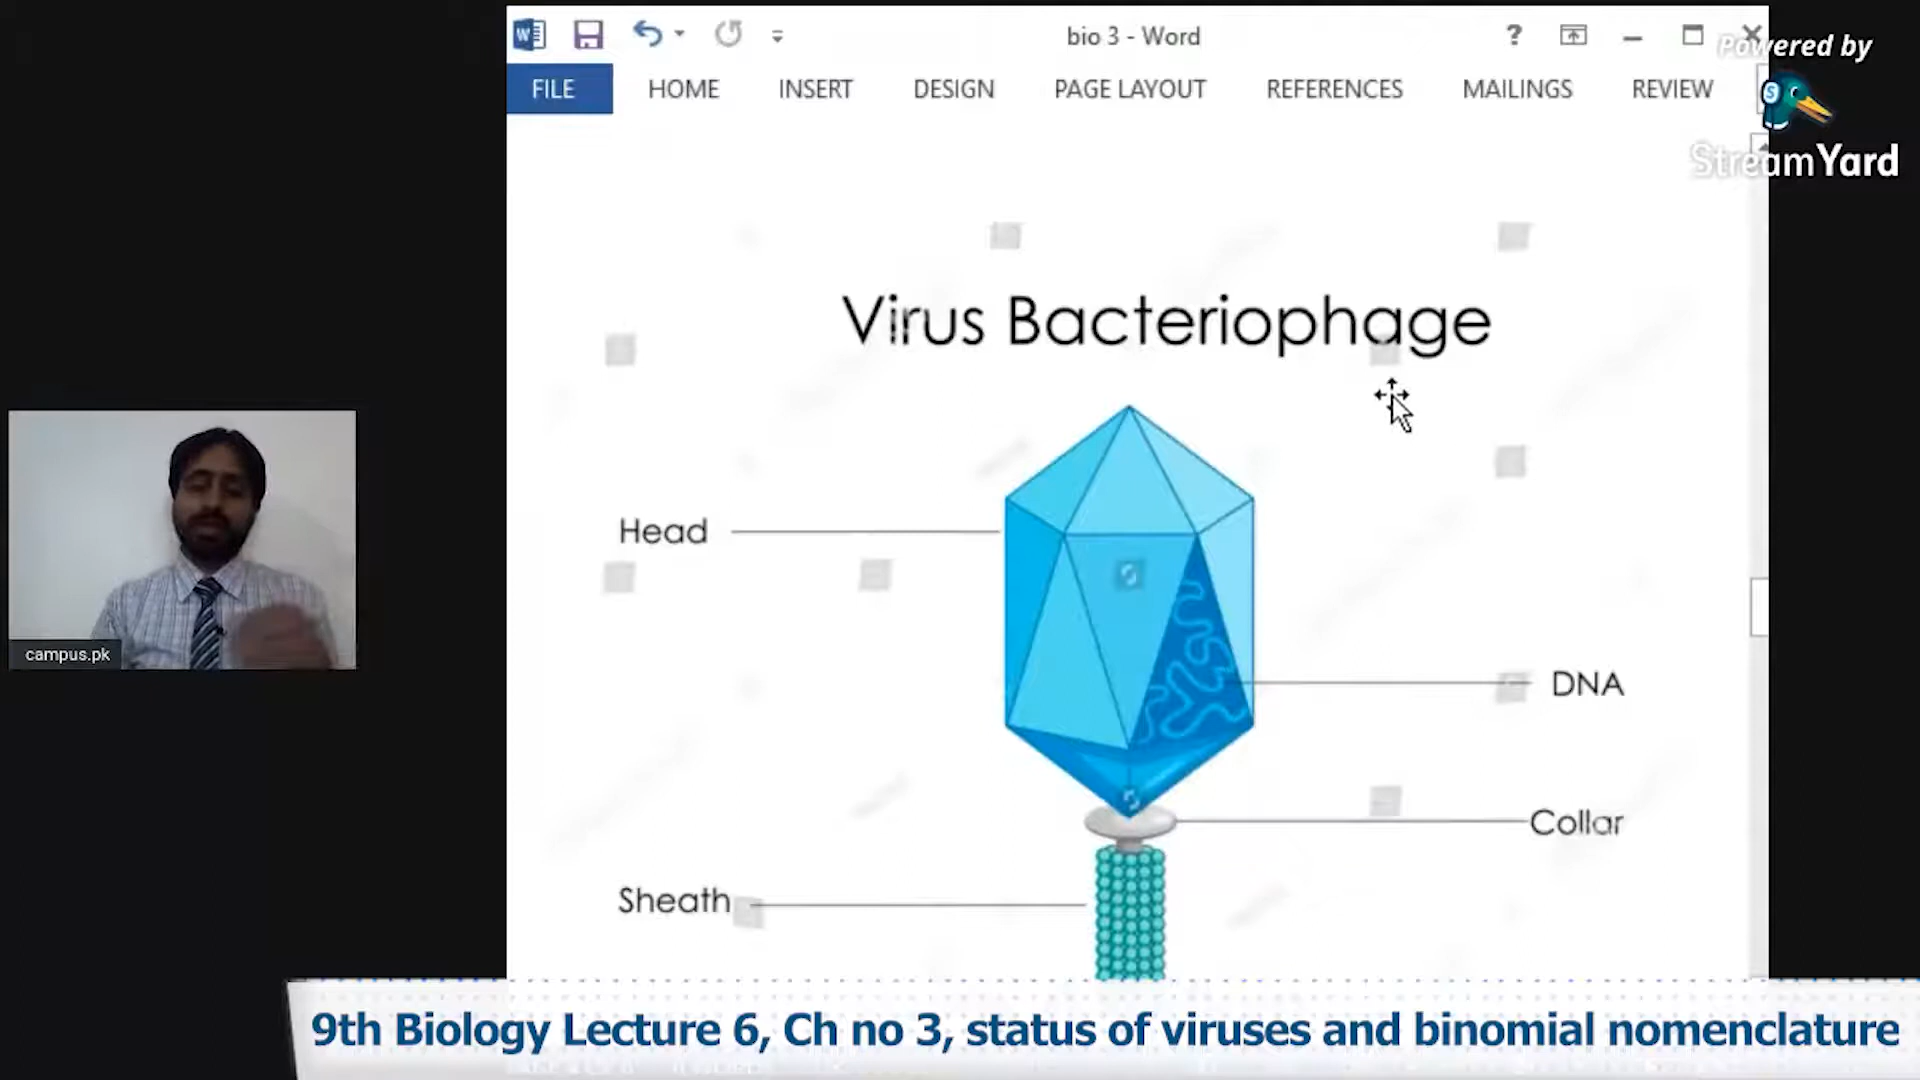 bio 3 - Word
?
Powered by
FILE HOME INSERT DESIGN PAGE LAYOUT REFERENCES MAILINGS REVIEW
StreamYard
Virus Bacteriophage
Head
campus.pk
DNA
Collar
Sheath
9th Biology Lecture 6, Ch no 3, status of viruses and binomial nomenclature